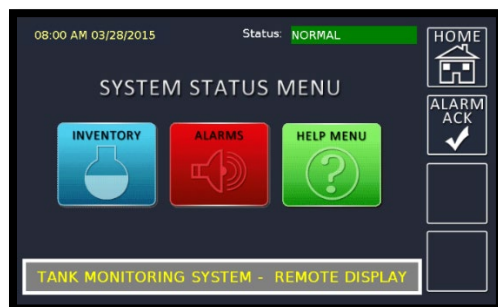 08:00 AM 03/28/2015
Status: NORMAL
HOME
SYSTEM STATUS MENU
ALARM
ACK
INVENTORY
ALARMS
HELP MENU
?
TANK MONITORING SYSTEM - REMOTE DISPLAY